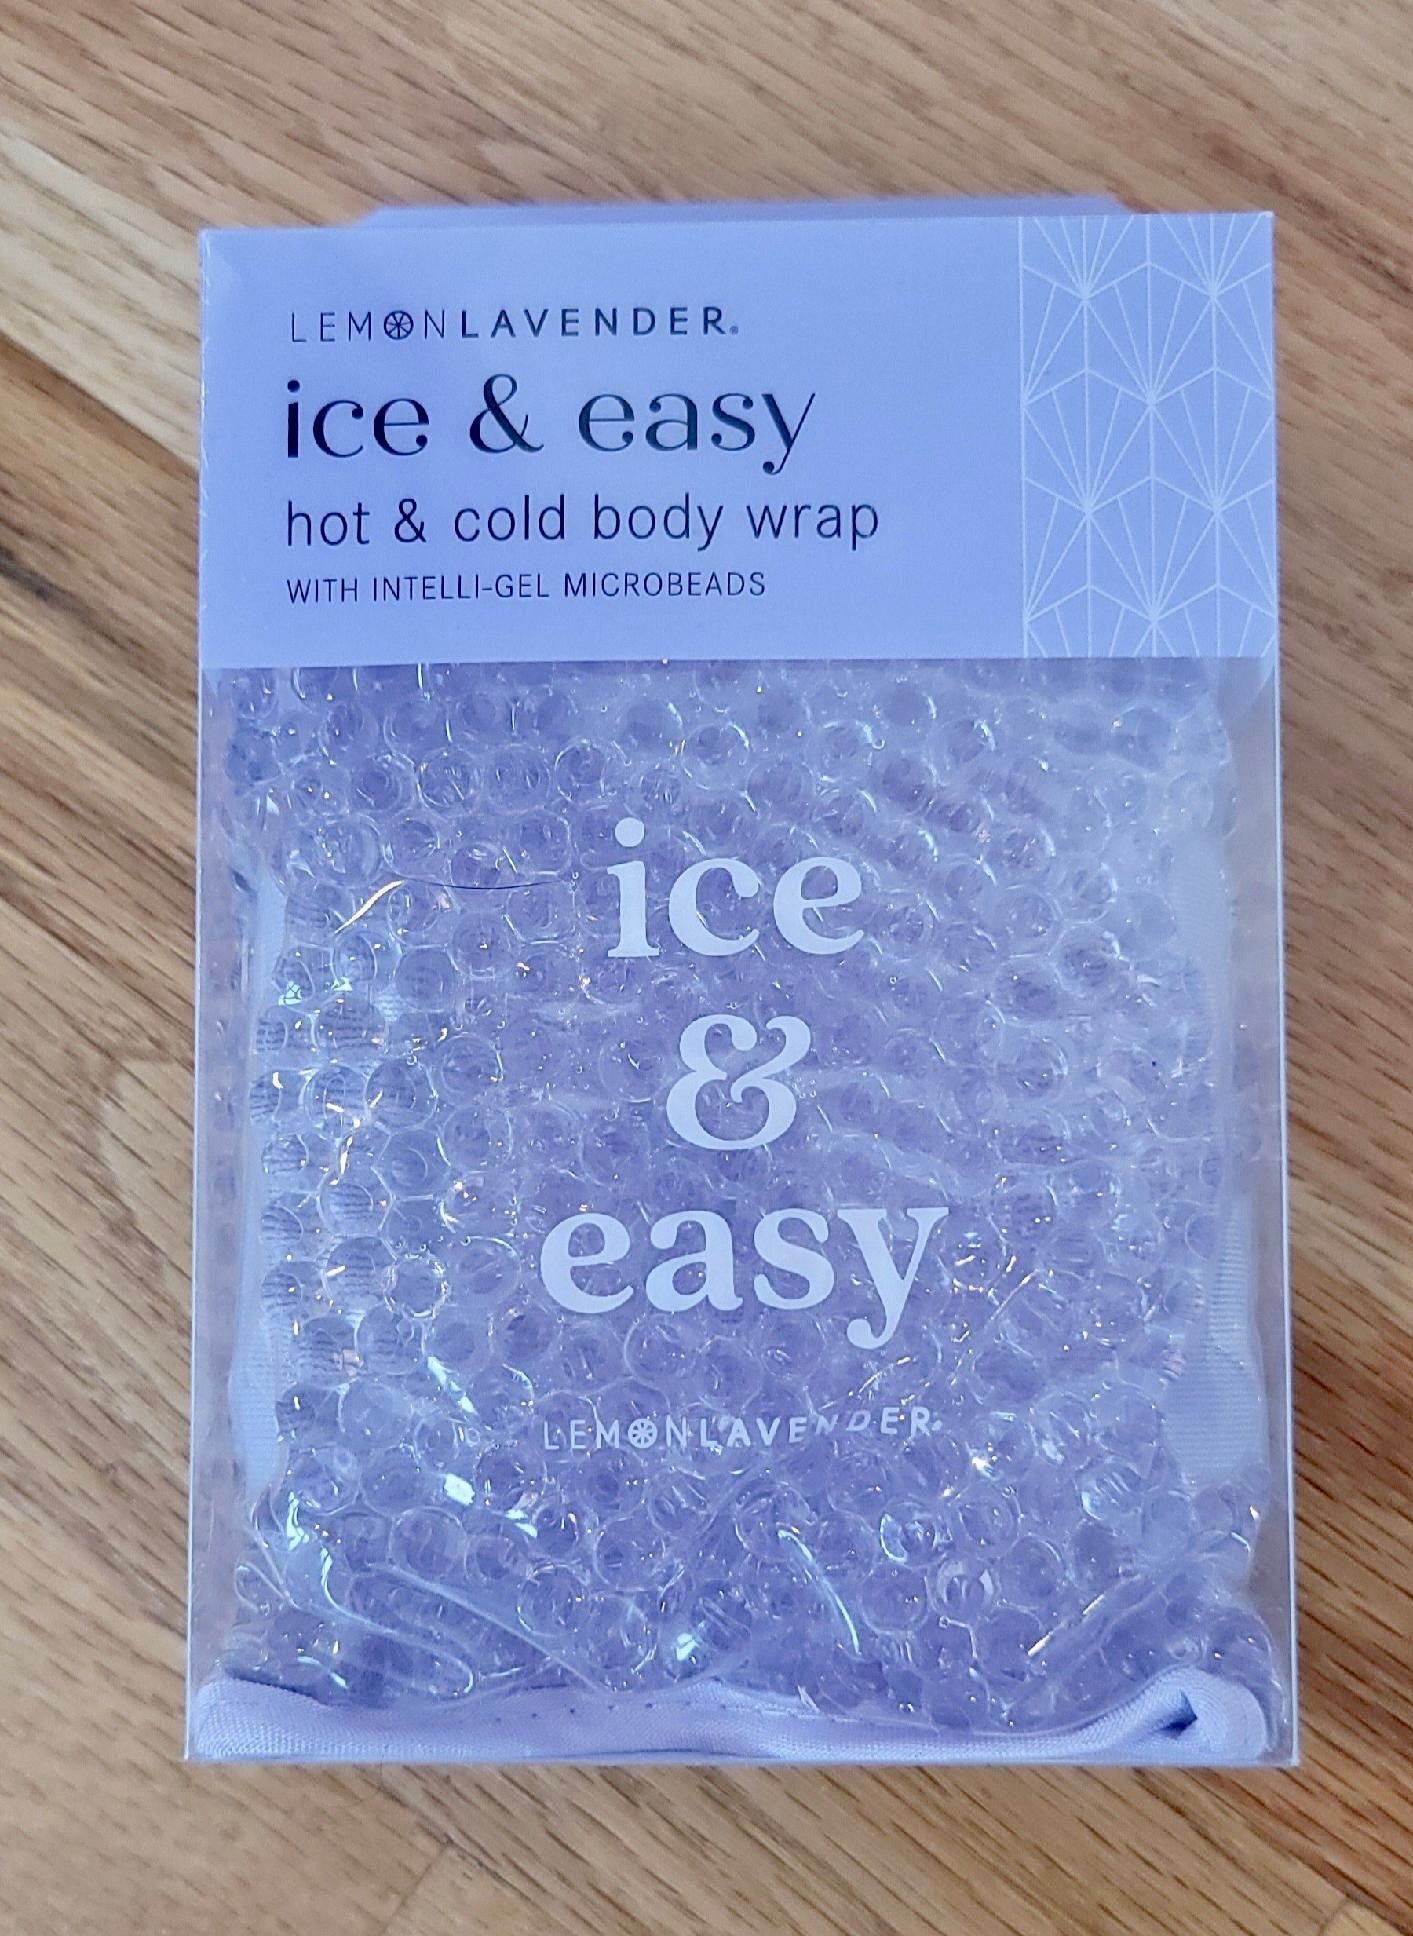 LEMONLAVENDER®
ice & easy
hot & cold body wrap
WITH INTELLI-GEL MICROBEADS
ice
&
easy
LEMONLAVENDER®